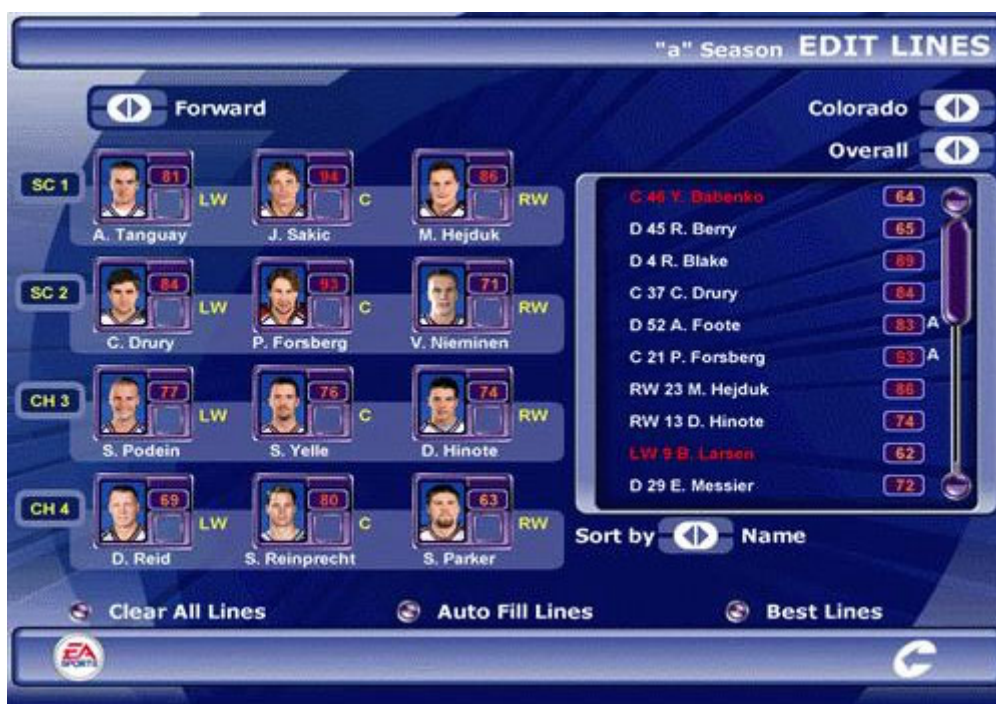 "a" Season EDIT LINES
Forward
Colorado
Overall
SC 1
81 LW
94 C
86 RW
A. Tanguay
J. Sakic
M. Hejduk
SC 2
84 LW
93 C
71 RW
C. Drury
P. Forsberg
V. Nieminen
CH 3
77 LW
76 C
74 RW
S. Podein
S. Yelle
D. Hinote
CH 4
69 LW
80 C
63 RW
D. Reid
S. Reinprecht
S. Parker
C 46 Y. Babenko 64
D 45 R. Berry 65
D 4 R. Blake 89
C 37 C. Drury 84
D 52 A. Foote 83 A
C 21 P. Forsberg 93 A
RW 23 M. Hejduk 86
RW 13 D. Hinote 74
LW 9 B. Larsen 62
D 29 E. Messier 72
Sort by Name
Clear All Lines
Auto Fill Lines
Best Lines
EA SPORTS